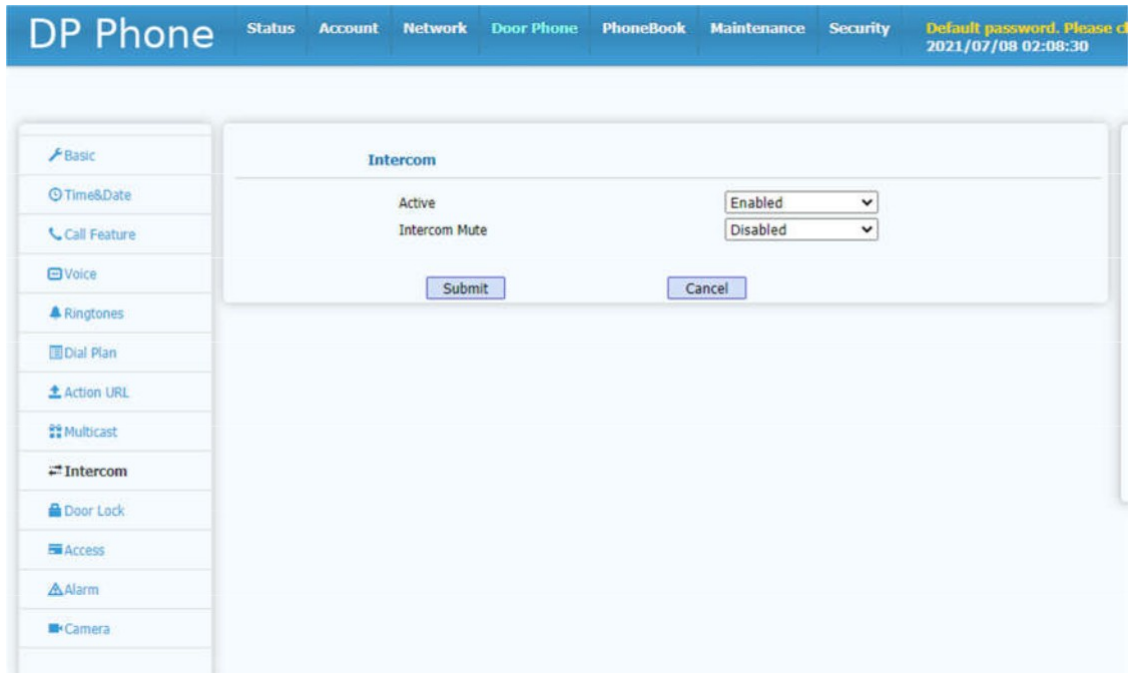 DP Phone
Status Account Network Door Phone PhoneBook Maintenance Security
Default password. Please
2021/07/08 02:08:30
Basic
Time&Date
Call Feature
Voice
Ringtones
Dial Plan
Action URL
Multicast
Intercom
Door Lock
Access
Alarm
Camera
Intercom
Active Enabled
Intercom Mute Disabled
Submit Cancel